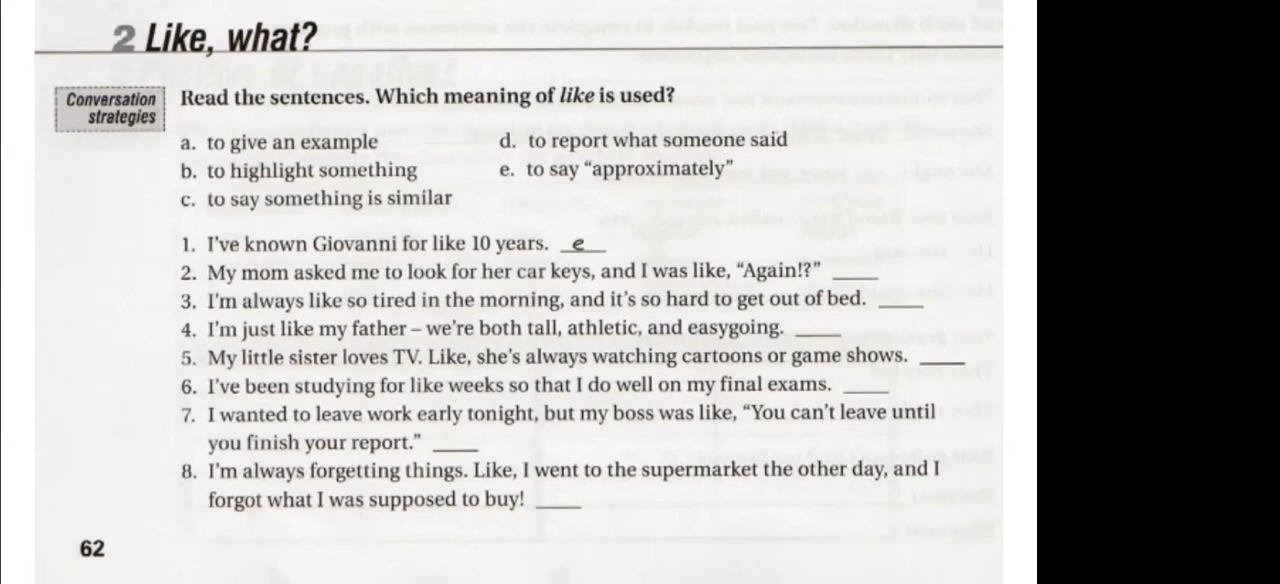 2 Like, what?
Conversation strategies
Read the sentences. Which meaning of like is used?
a. to give an example
b. to highlight something
c. to say something is similar
d. to report what someone said
e. to say “approximately”
1. I've known Giovanni for like 10 years. e
2. My mom asked me to look for her car keys, and I was like, “Again!?” ____
3. I'm always like so tired in the morning, and it's so hard to get out of bed. ____
4. I'm just like my father – we're both tall, athletic, and easygoing. ____
5. My little sister loves TV. Like, she's always watching cartoons or game shows. ____
6. I've been studying for like weeks so that I do well on my final exams. ____
7. I wanted to leave work early tonight, but my boss was like, “You can't leave until
you finish your report.” ____
8. I'm always forgetting things. Like, I went to the supermarket the other day, and I
forgot what I was supposed to buy! ____
62